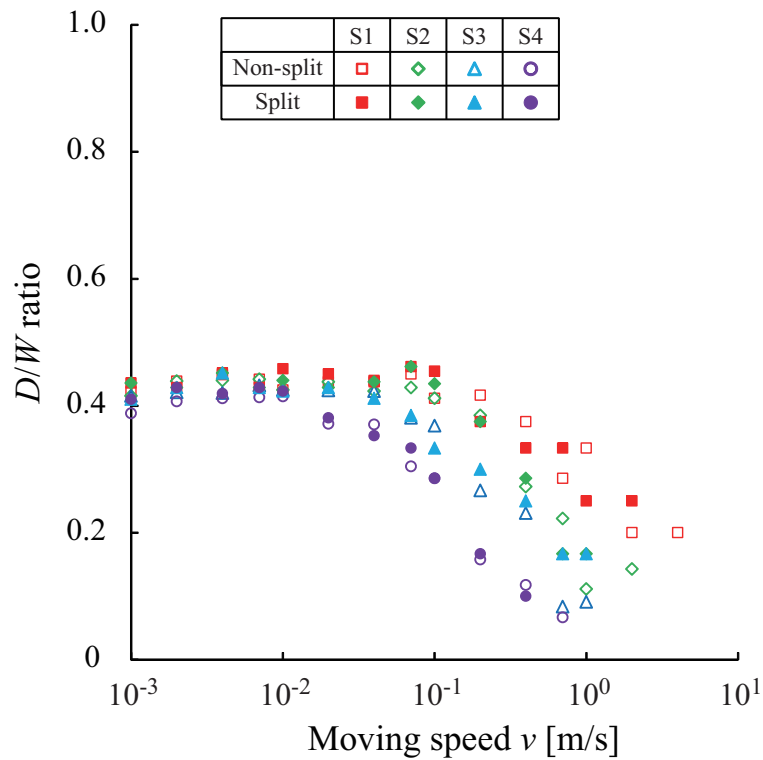 S1 S2 S3 S4
Non-split
Split
1.0
0.8
0.6
0.4
0.2
0
D/W ratio
10⁻³ 10⁻² 10⁻¹ 10⁰ 10¹
Moving speed v [m/s]